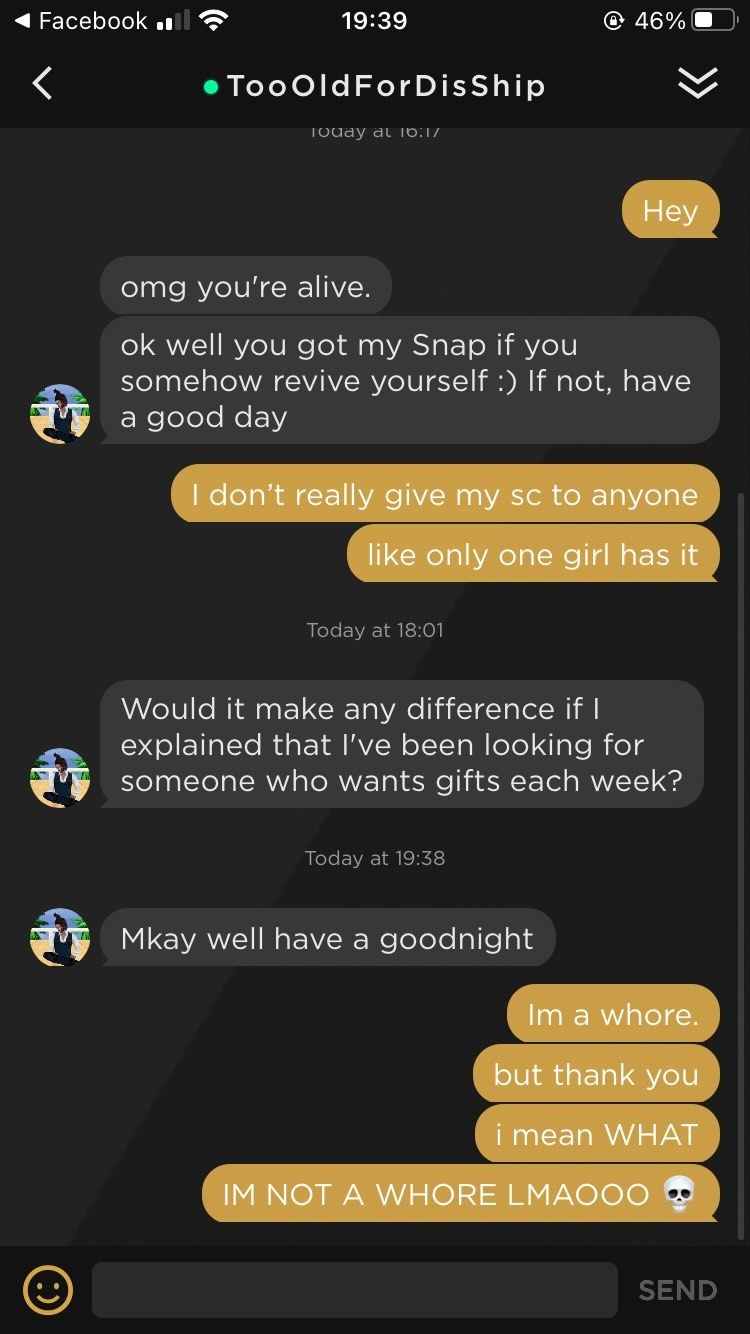 Facebook 19:39 46%
TooOldForDisShip
Today at 16:17
Hey
omg you're alive.
ok well you got my Snap if you
somehow revive yourself :) If not, have
a good day
I don’t really give my sc to anyone
like only one girl has it
Today at 18:01
Would it make any difference if I
explained that I've been looking for
someone who wants gifts each week?
Today at 19:38
Mkay well have a goodnight
Im a whore.
but thank you
i mean WHAT
IM NOT A WHORE LMAOOO 💀
SEND